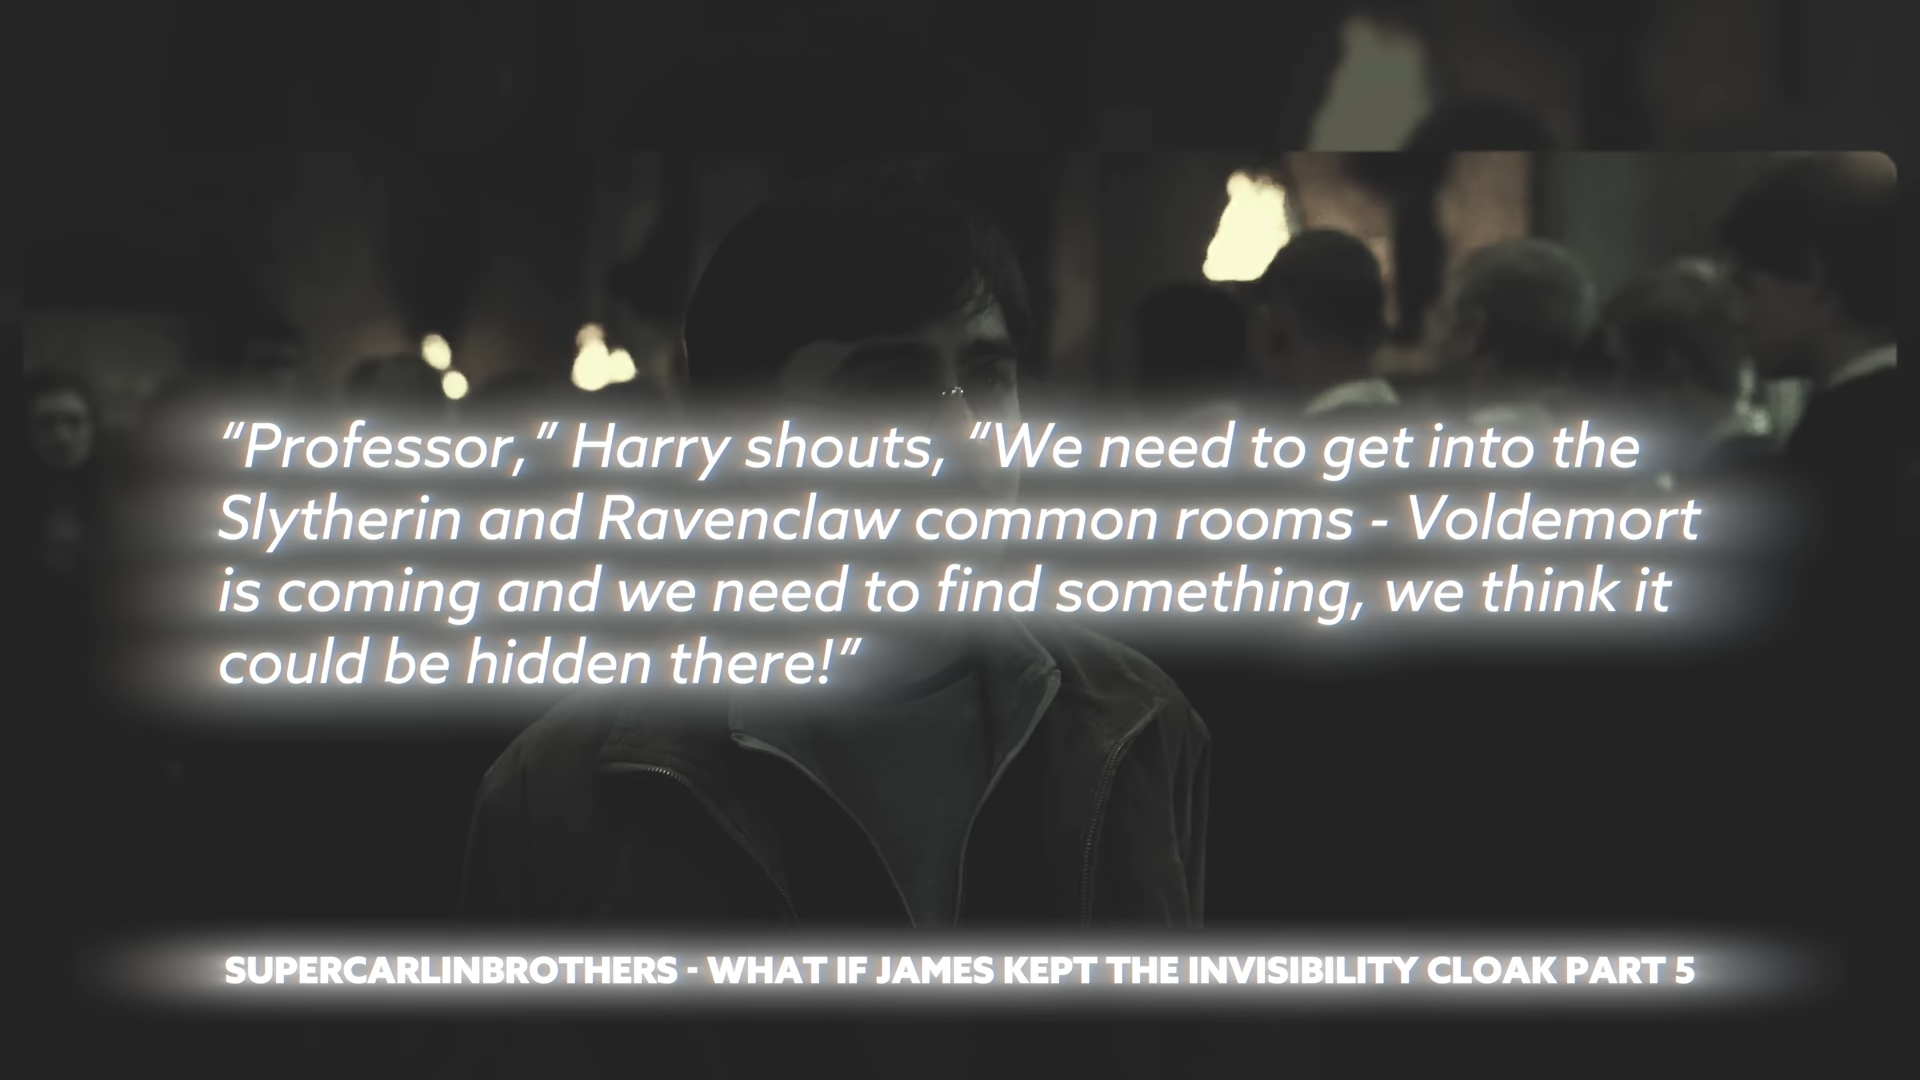 “Professor,” Harry shouts, “We need to get into the
Slytherin and Ravenclaw common rooms - Voldemort
is coming and we need to find something, we think it
could be hidden there!”
SUPERCARLINBROTHERS - WHAT IF JAMES KEPT THE INVISIBILITY CLOAK PART 5